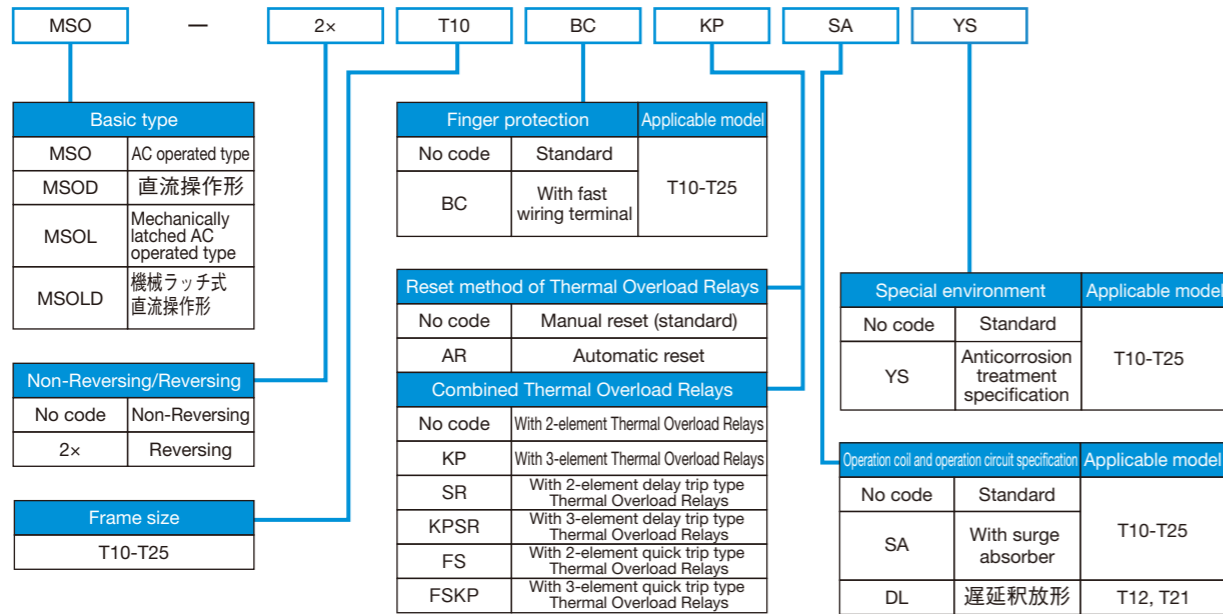 MSO — 2× T10 BC KP SA YS
Basic type
MSO AC operated type
MSOD 直流操作形
MSOL Mechanically
latched AC
operated type
MSOLD 機械ラッチ式
直流操作形
Non-Reversing/Reversing
No code Non-Reversing
2× Reversing
Frame size
T10-T25
Finger protection Applicable model
No code Standard
BC With fast
wiring terminal
T10-T25
Reset method of Thermal Overload Relays
No code Manual reset (standard)
AR Automatic reset
Combined Thermal Overload Relays
No code With 2-element Thermal Overload Relays
KP With 3-element Thermal Overload Relays
SR With 2-element delay trip type
Thermal Overload Relays
KPSR With 3-element delay trip type
Thermal Overload Relays
FS With 2-element quick trip type
Thermal Overload Relays
FSKP With 3-element quick trip type
Thermal Overload Relays
Special environment Applicable model
No code Standard
YS Anticorrosion
treatment
specification
T10-T25
Operation coil and operation circuit specification Applicable model
No code Standard
SA With surge
absorber
T10-T25
DL 遅延釈放形 T12, T21